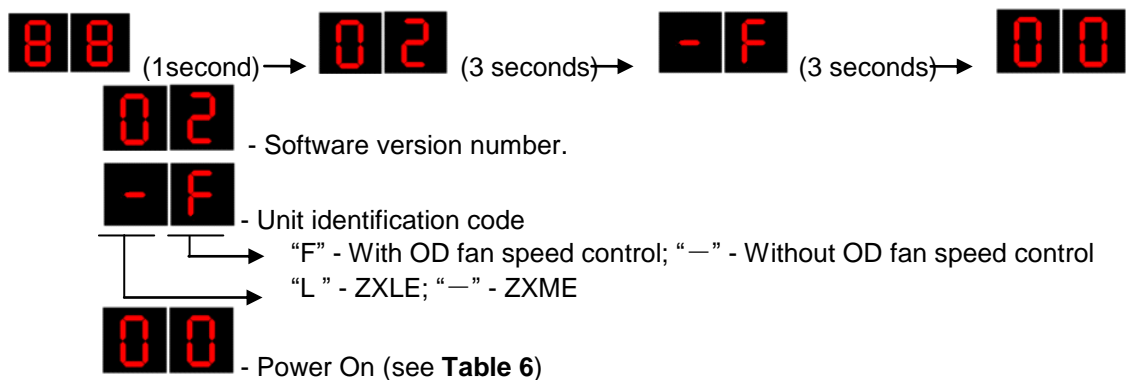 88 (1second) 02 (3 seconds) -F (3 seconds) 00
02 - Software version number.
-F - Unit identification code
“F” - With OD fan speed control; “—” - Without OD fan speed control
“L ” - ZXLE; “—” - ZXME
00 - Power On (see Table 6)